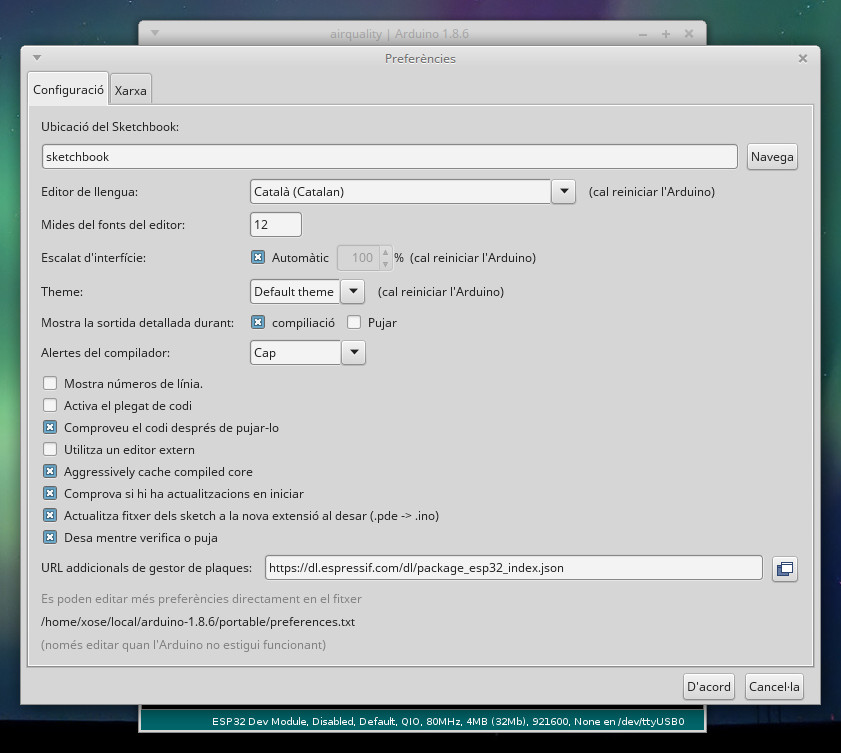 airquality | Arduino 1.8.6
Preferències
Configuració Xarxa
Ubicació del Sketchbook:
sketchbook Navega
Editor de llengua: Català (Catalan) (cal reiniciar l'Arduino)
Mides del fonts del editor: 12
Escalat d'interfície: Automàtic 100 % (cal reiniciar l'Arduino)
Theme: Default theme (cal reiniciar l'Arduino)
Mostra la sortida detallada durant: compiliació Pujar
Alertes del compilador: Cap
Mostra números de línia.
Activa el plegat de codi
Comproveu el codi després de pujar-lo
Utilitza un editor extern
Aggressively cache compiled core
Comprova si hi ha actualitzacions en iniciar
Actualitza fitxer dels sketch a la nova extensió al desar (.pde -> .ino)
Desa mentre verifica o puja
URL addicionals de gestor de plaques: https://dl.espressif.com/dl/package_esp32_index.json
Es poden editar més preferències directament en el fitxer
/home/xose/local/arduino-1.8.6/portable/preferences.txt
(només editar quan l'Arduino no estigui funcionant)
D'acord Cancel·la
ESP32 Dev Module, Disabled, Default, QIO, 80MHz, 4MB (32Mb), 921600, None en /dev/ttyUSB0